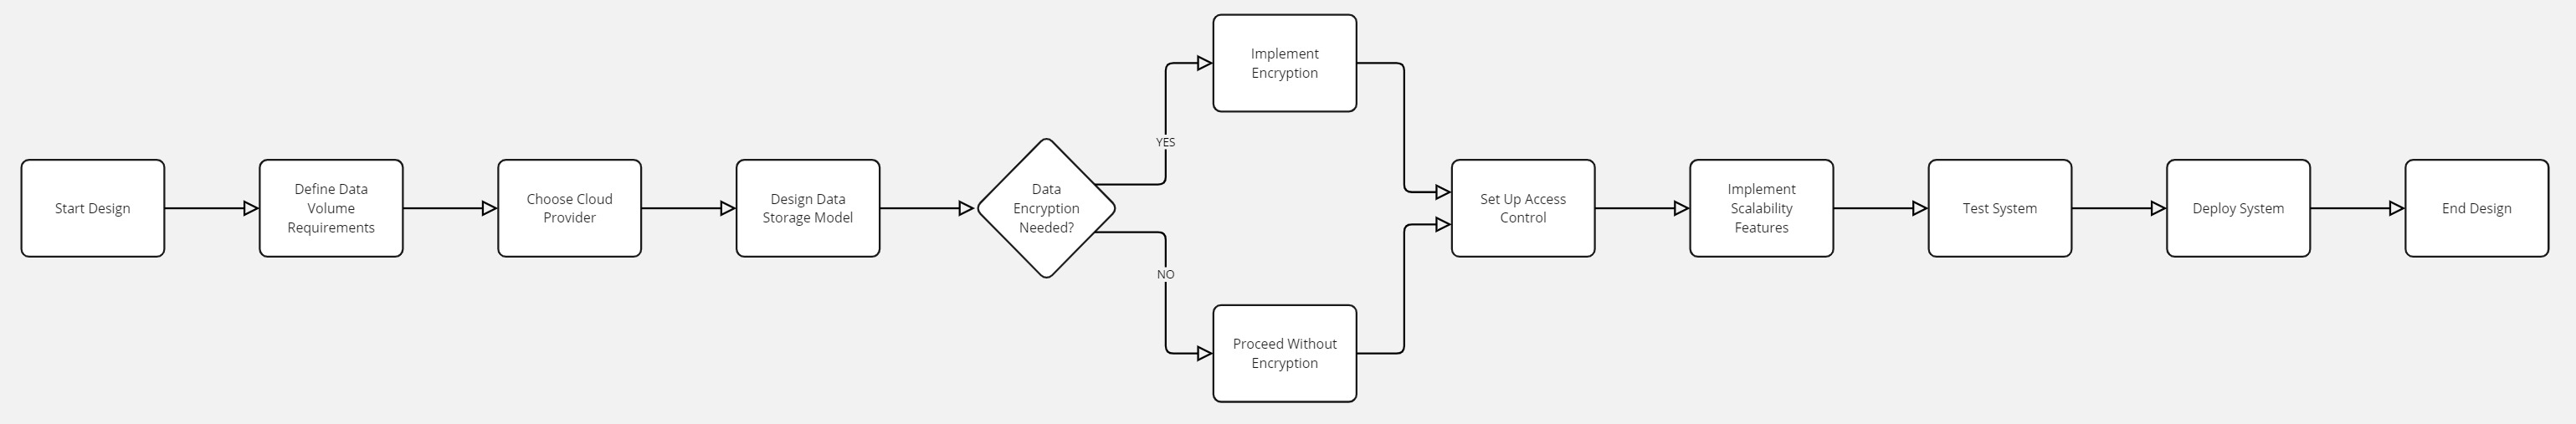 Start Design
Define Data
Volume
Requirements
Choose Cloud
Provider
Design Data
Storage Model
Data
Encryption
Needed?
YES
Implement
Encryption
NO
Proceed Without
Encryption
Set Up Access
Control
Implement
Scalability
Features
Test System
Deploy System
End Design